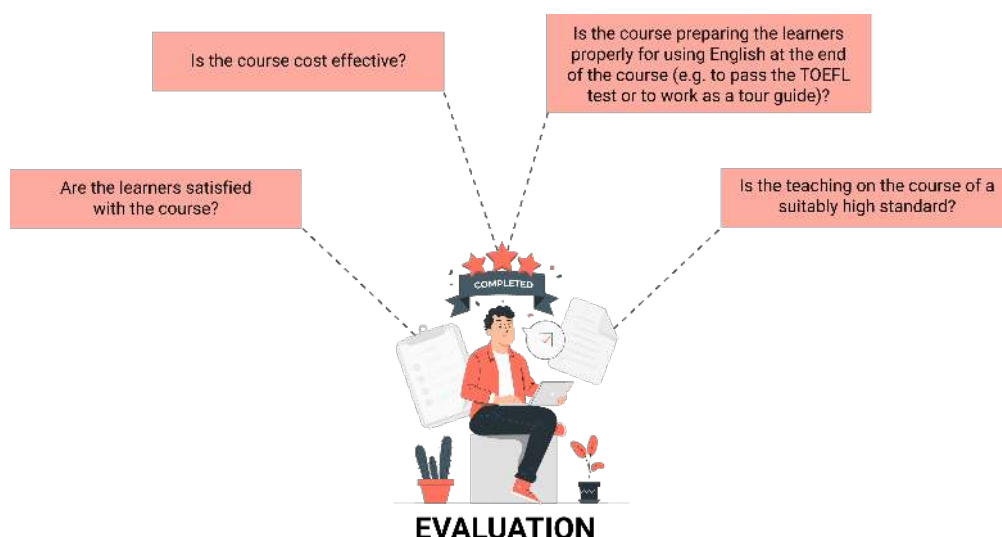 Is the course cost effective?
Is the course preparing the learners
properly for using English at the end
of the course (e.g. to pass the TOEFL
test or to work as a tour guide)?
Are the learners satisfied
with the course?
Is the teaching on the course of a
suitably high standard?
COMPLETED
EVALUATION